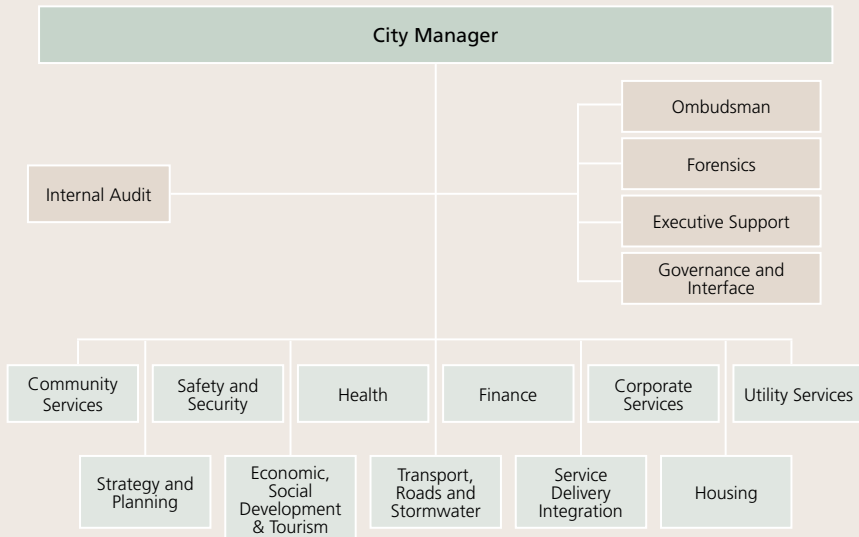 City Manager
Ombudsman
Forensics
Internal Audit
Executive Support
Governance and
Interface
Community
Services
Safety and
Security
Health
Finance
Corporate
Services
Utility Services
Strategy and
Planning
Economic,
Social
Development
& Tourism
Transport,
Roads and
Stormwater
Service
Delivery
Integration
Housing